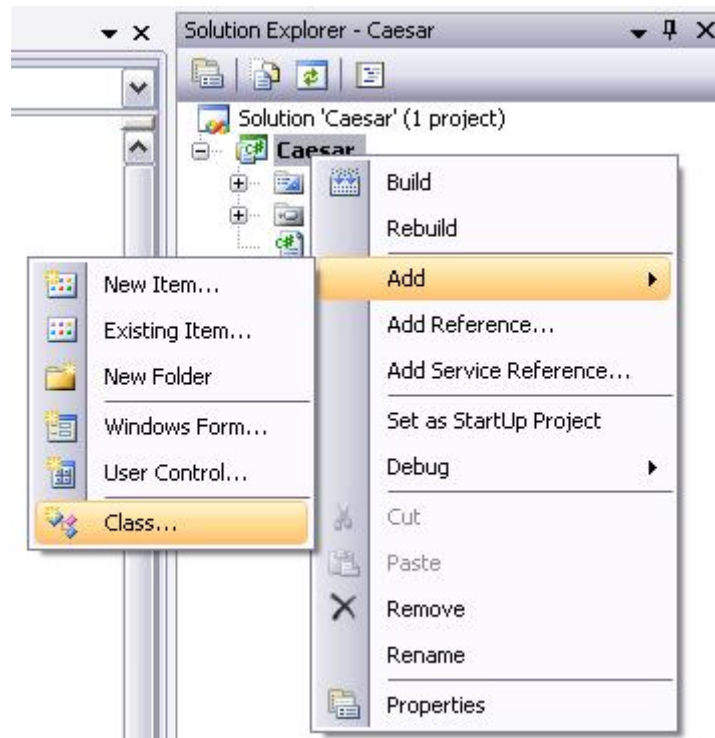 Solution Explorer - Caesar
Solution 'Caesar' (1 project)
Caesar
Build
Rebuild
Add
Add Reference...
Add Service Reference...
Set as StartUp Project
Debug
Cut
Paste
Remove
Rename
Properties
New Item...
Existing Item...
New Folder
Windows Form...
User Control...
Class...